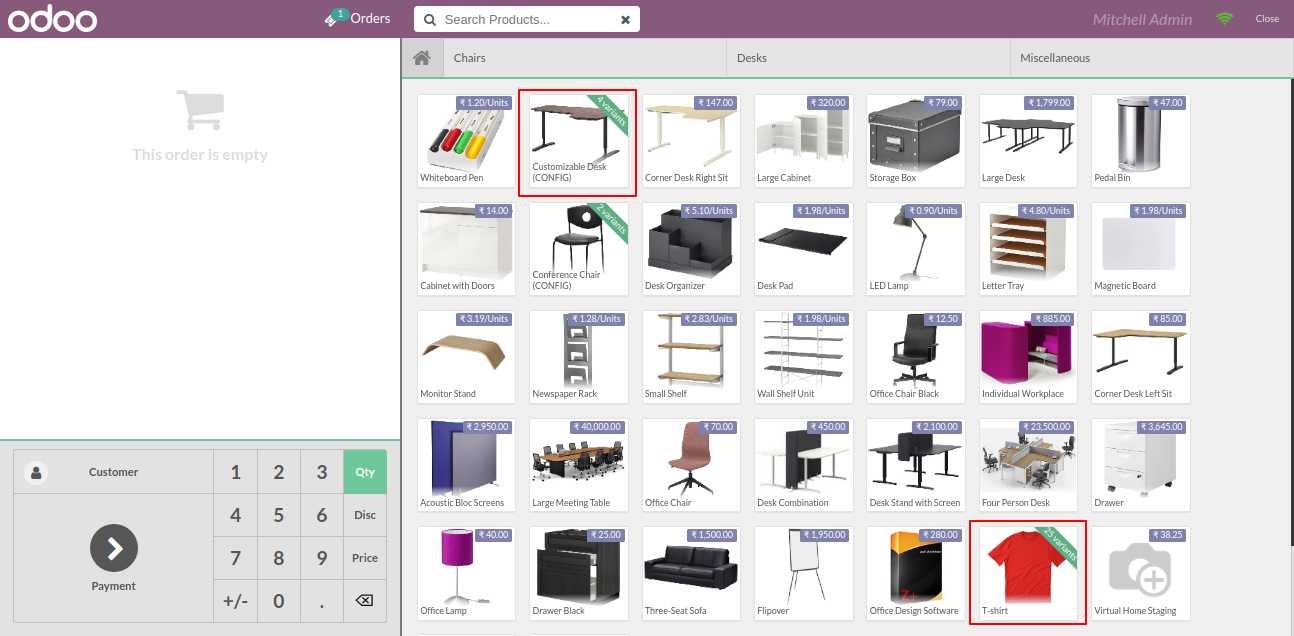 odoo
1
Orders
Search Products...
Mitchell Admin
Close
This order is empty
Chairs
Desks
Miscellaneous
₹ 1.20/Units
Whiteboard Pen
4 variants
Customizable Desk
(CONFIG)
₹ 147.00
Corner Desk Right Sit
₹ 320.00
Large Cabinet
₹ 79.00
Storage Box
₹ 1,799.00
Large Desk
₹ 47.00
Pedal Bin
₹ 14.00
Cabinet with Doors
2 variants
Conference Chair
(CONFIG)
₹ 5.10/Units
Desk Organizer
₹ 1.98/Units
Desk Pad
₹ 0.90/Units
LED Lamp
₹ 4.80/Units
Letter Tray
₹ 1.98/Units
Magnetic Board
₹ 3.19/Units
Monitor Stand
₹ 1.28/Units
Newspaper Rack
₹ 2.83/Units
Small Shelf
₹ 1.98/Units
Wall Shelf Unit
₹ 12.50
Office Chair Black
₹ 885.00
Individual Workplace
₹ 85.00
Corner Desk Left Sit
₹ 2,950.00
Acoustic Bloc Screens
₹ 40,000.00
Large Meeting Table
₹ 70.00
Office Chair
₹ 450.00
Desk Combination
₹ 2,100.00
Desk Stand with Screen
₹ 23,500.00
Four Person Desk
₹ 3,645.00
Drawer
₹ 40.00
Office Lamp
₹ 25.00
Drawer Black
₹ 1,500.00
Three-Seat Sofa
₹ 1,950.00
Flipover
₹ 280.00
Z+
Office Design Software
25 variants
T-shirt
₹ 38.25
Virtual Home Staging
Customer
1 2 3 Qty
4 5 6 Disc
7 8 9 Price
Payment
+/- 0 .